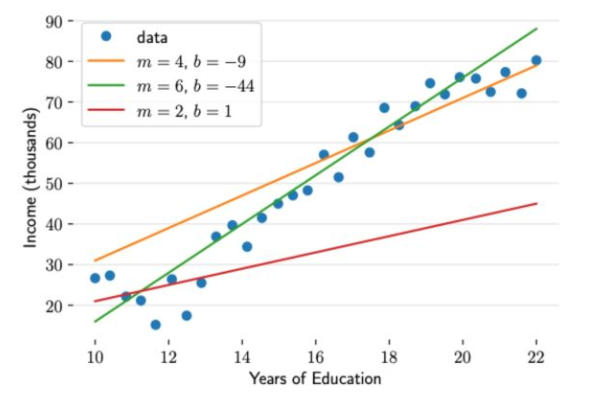 90
80
70
60
50
40
30
20
Income (thousands)
data
m = 4, b = −9
m = 6, b = −44
m = 2, b = 1
10 12 14 16 18 20 22
Years of Education